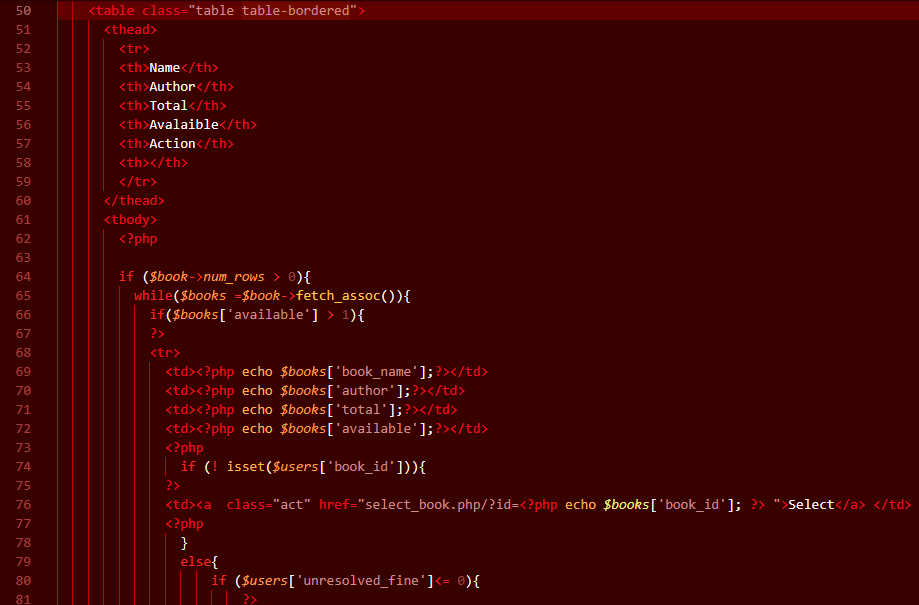 50 <table class="table table-bordered">
51 <thead>
52 <tr>
53 <th>Name</th>
54 <th>Author</th>
55 <th>Total</th>
56 <th>Avalaible</th>
57 <th>Action</th>
58 <th></th>
59 </tr>
60 </thead>
61 <tbody>
62 <?php
63
64 if ($book->num_rows > 0){
65 while($books =$book->fetch_assoc()){
66 if($books['available'] > 1){
67 ?>
68 <tr>
69 <td><?php echo $books['book_name'];?></td>
70 <td><?php echo $books['author'];?></td>
71 <td><?php echo $books['total'];?></td>
72 <td><?php echo $books['available'];?></td>
73 <?php
74 if (! isset($users['book_id'])){
75 ?>
76 <td><a  class="act" href="select_book.php/?id=<?php echo $books['book_id']; ?> ">Select</a> </td>
77 <?php
78 }
79 else{
80 if ($users['unresolved_fine']<= 0){
81 ?>